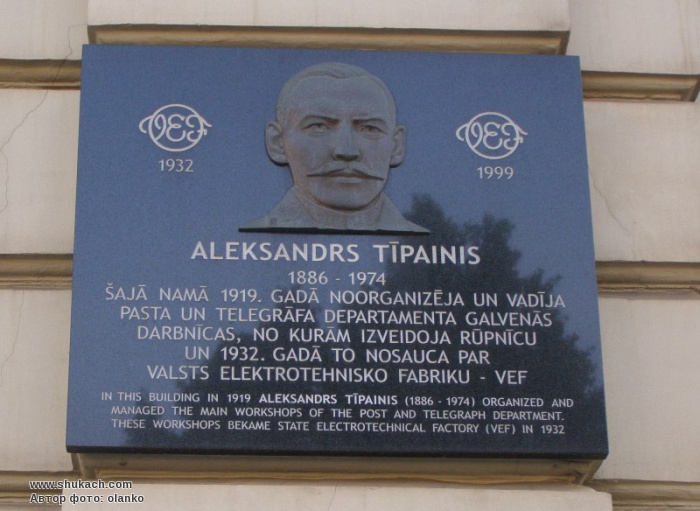 VEF VEF
1932 1999
ALEKSANDRS TĪPAINIS
1886 - 1974
ŠAJĀ NAMĀ 1919. GADĀ NOORGANIZĒJA UN VADĪJA
PASTA UN TELEGRĀFA DEPARTAMENTA GALVENĀS
DARBNĪCAS, NO KURĀM IZVEIDOJA RŪPNĪCU
UN 1932. GADĀ TO NOSAUCA PAR
VALSTS ELEKTROTEHNISKO FABRIKU - VEF
IN THIS BUILDING IN 1919 ALEKSANDRS TĪPAINIS (1886 - 1974) ORGANIZED AND
MANAGED THE MAIN WORKSHOPS OF THE POST AND TELEGRAPH DEPARTMENT.
THESE WORKSHOPS BEKAME STATE ELECTROTECHNICAL FACTORY (VEF) IN 1932
www.shukach.com
Автор фото: olanko